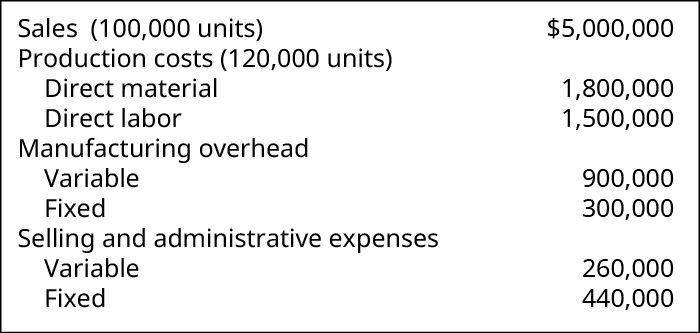 Sales (100,000 units) $5,000,000
Production costs (120,000 units)
Direct material 1,800,000
Direct labor 1,500,000
Manufacturing overhead
Variable 900,000
Fixed 300,000
Selling and administrative expenses
Variable 260,000
Fixed 440,000